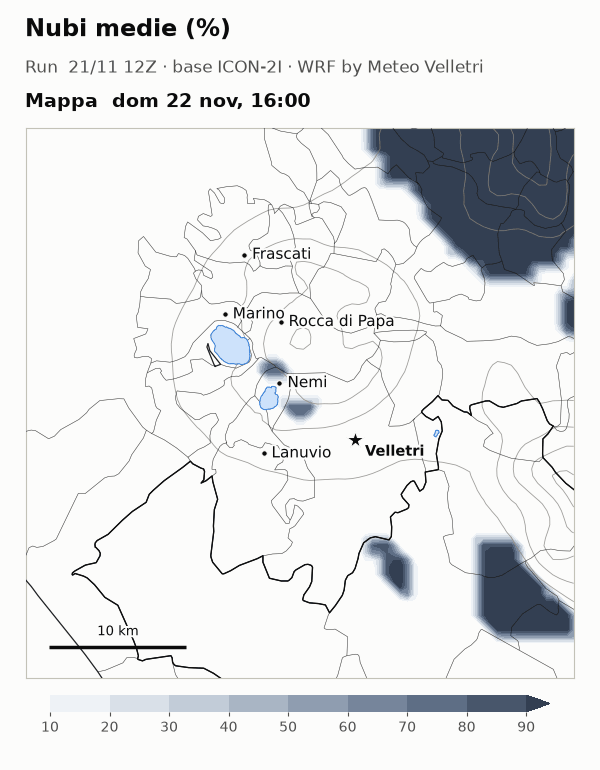 Nubi medie (%)
Run 21/11 12Z · base ICON-2I · WRF by Meteo Velletri
Mappa dom 22 nov, 16:00
Frascati
Marino
Rocca di Papa
Nemi
Velletri
Lanuvio
10 km
10 20 30 40 50 60 70 80 90